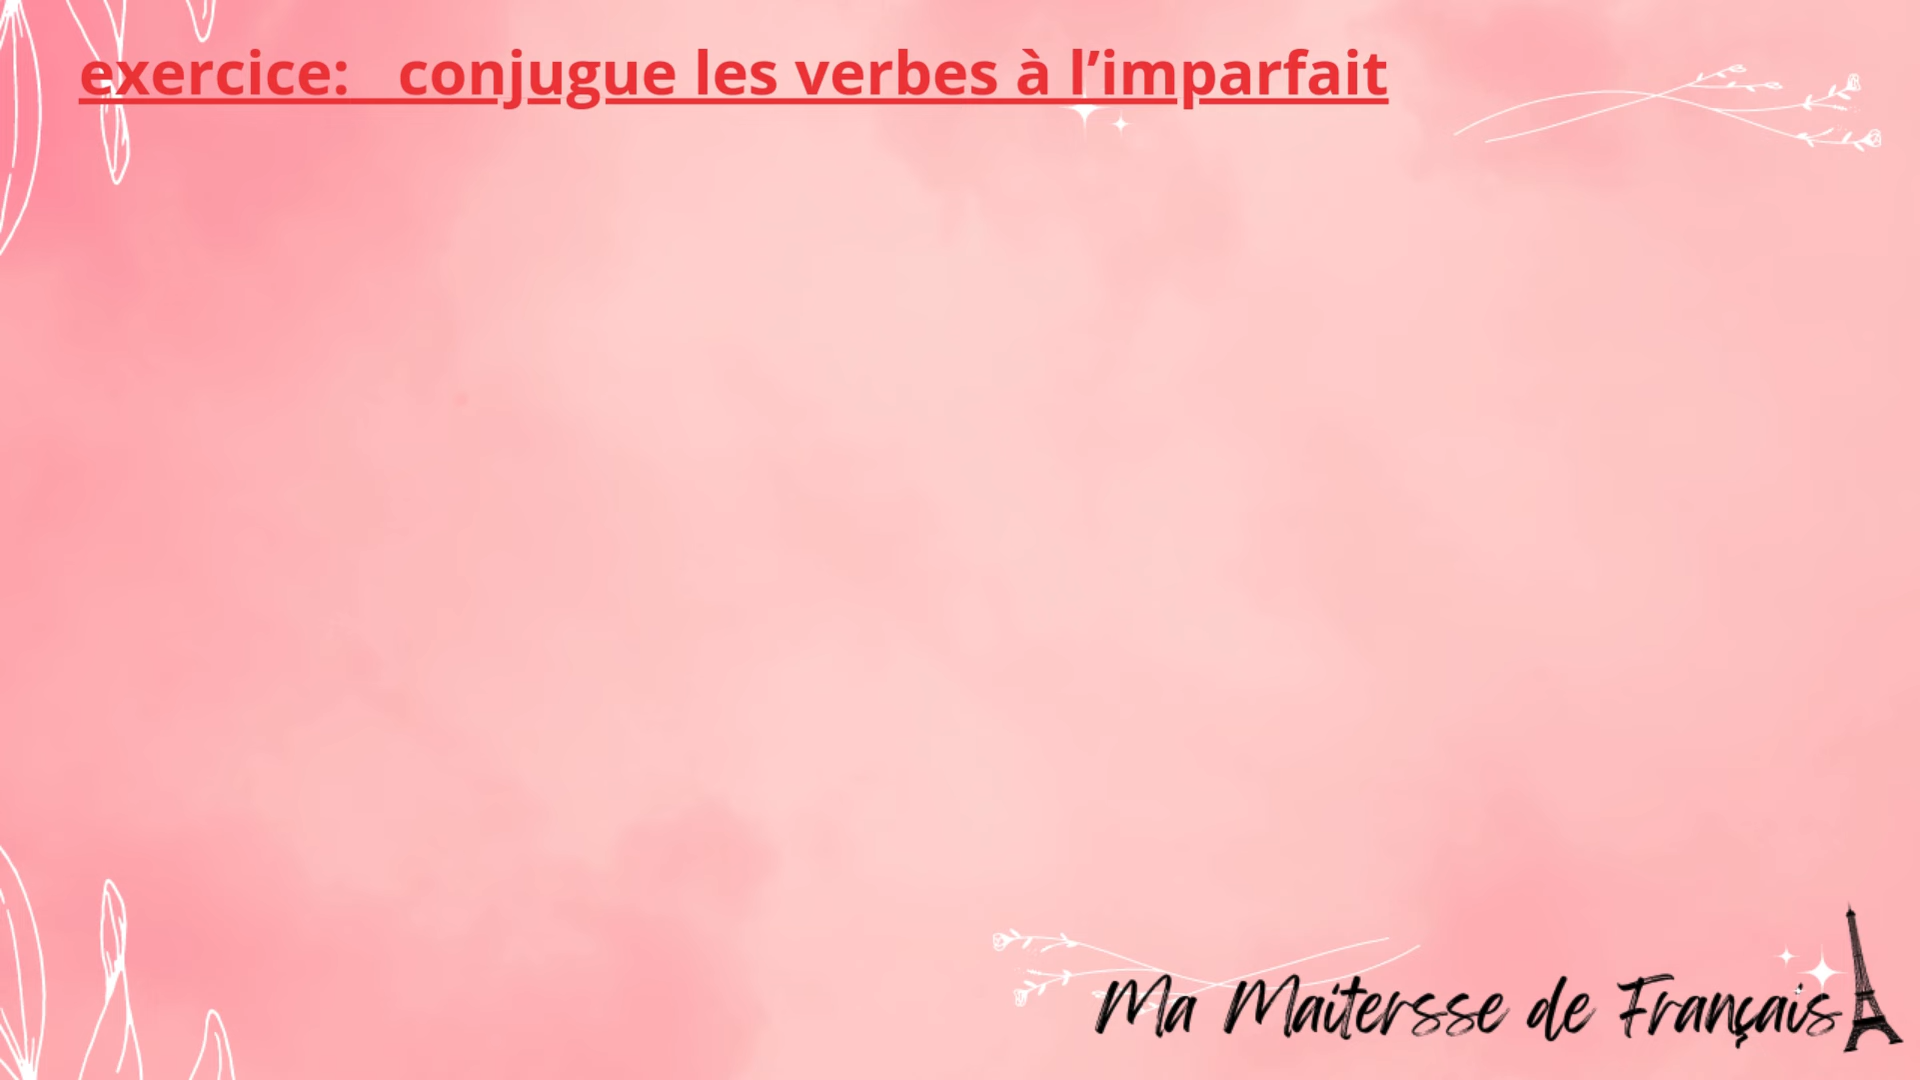 exercice: conjugue les verbes à l’imparfait
Ma Maitersse de Français